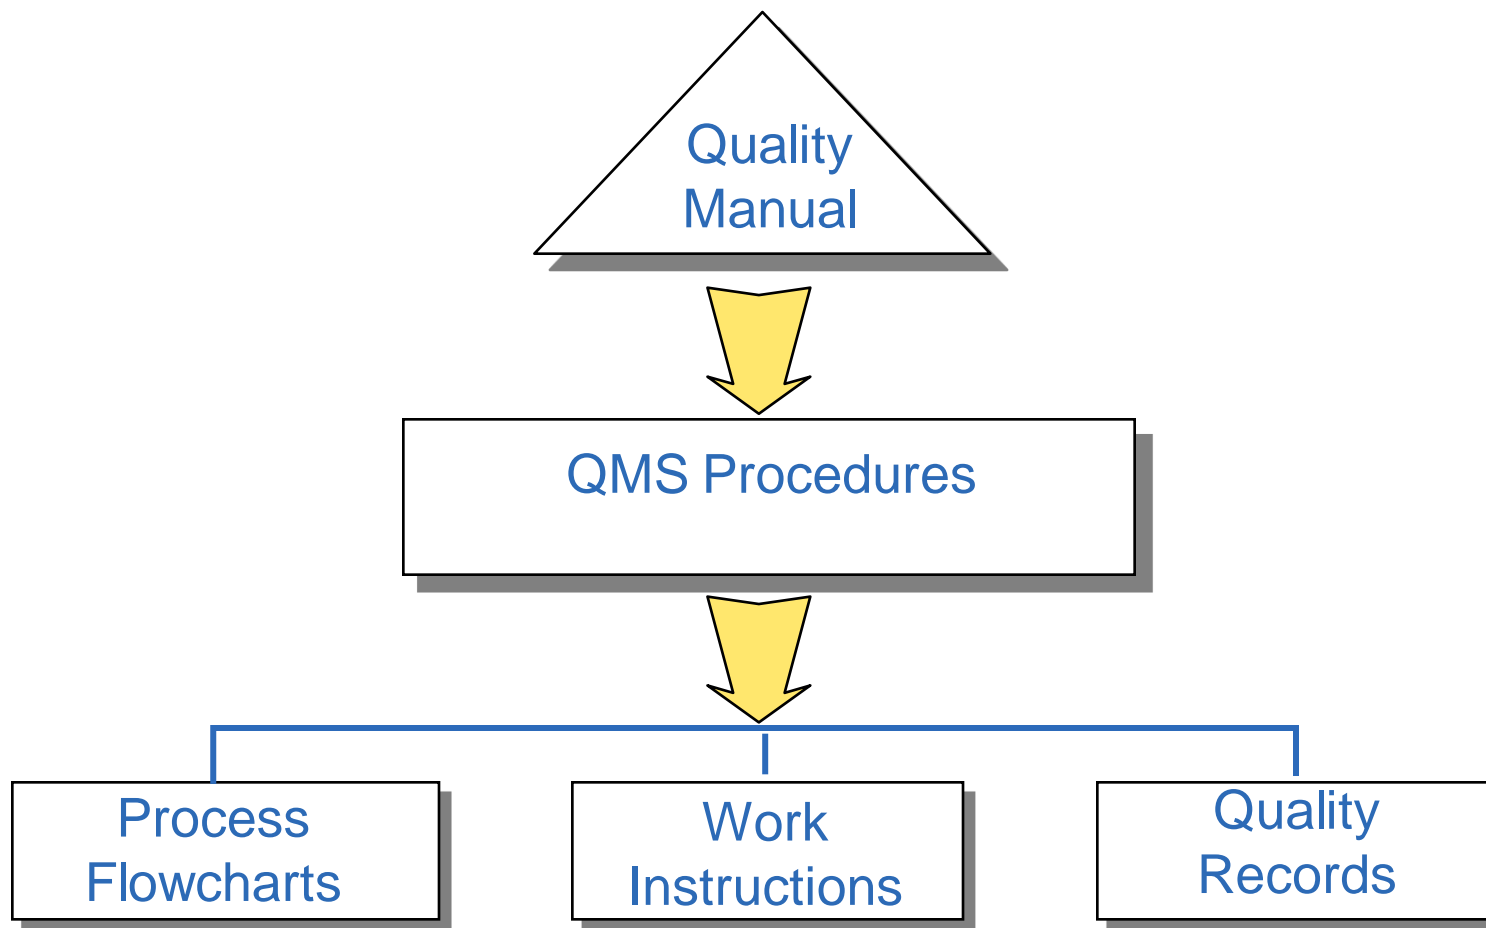 Quality
Manual
QMS Procedures
Process
Flowcharts
Work
Instructions
Quality
Records